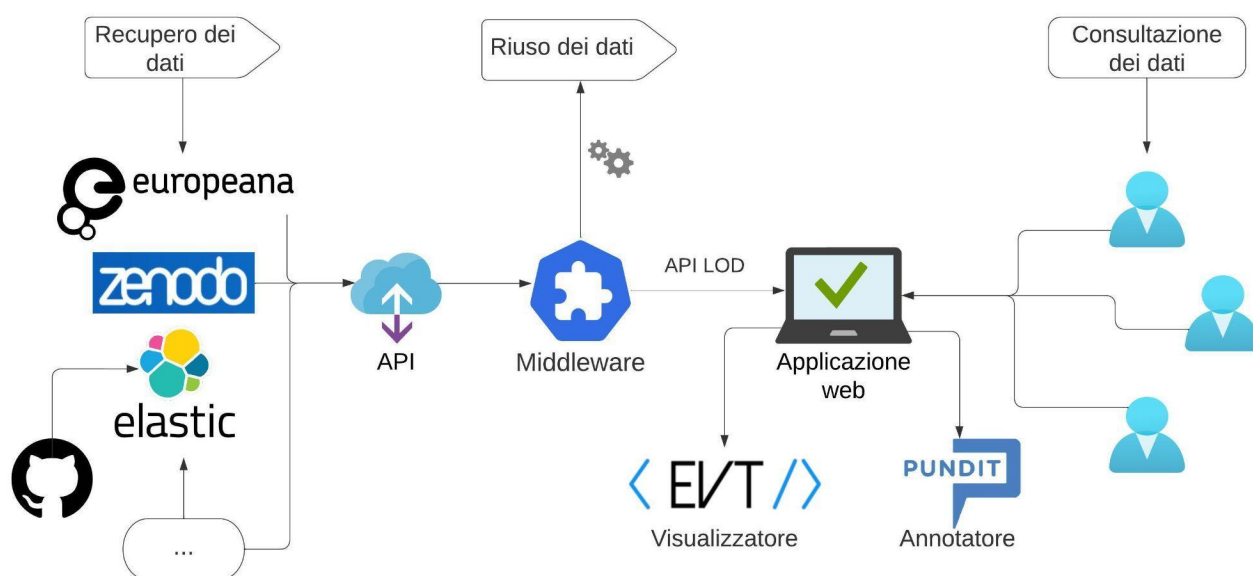 Recupero dei
dati
Riuso dei dati
Consultazione
dei dati
europeana
zenodo
elastic
...
API
Middleware
API LOD
Applicazione
web
< EVT />
Visualizzatore
PUNDIT
Annotatore